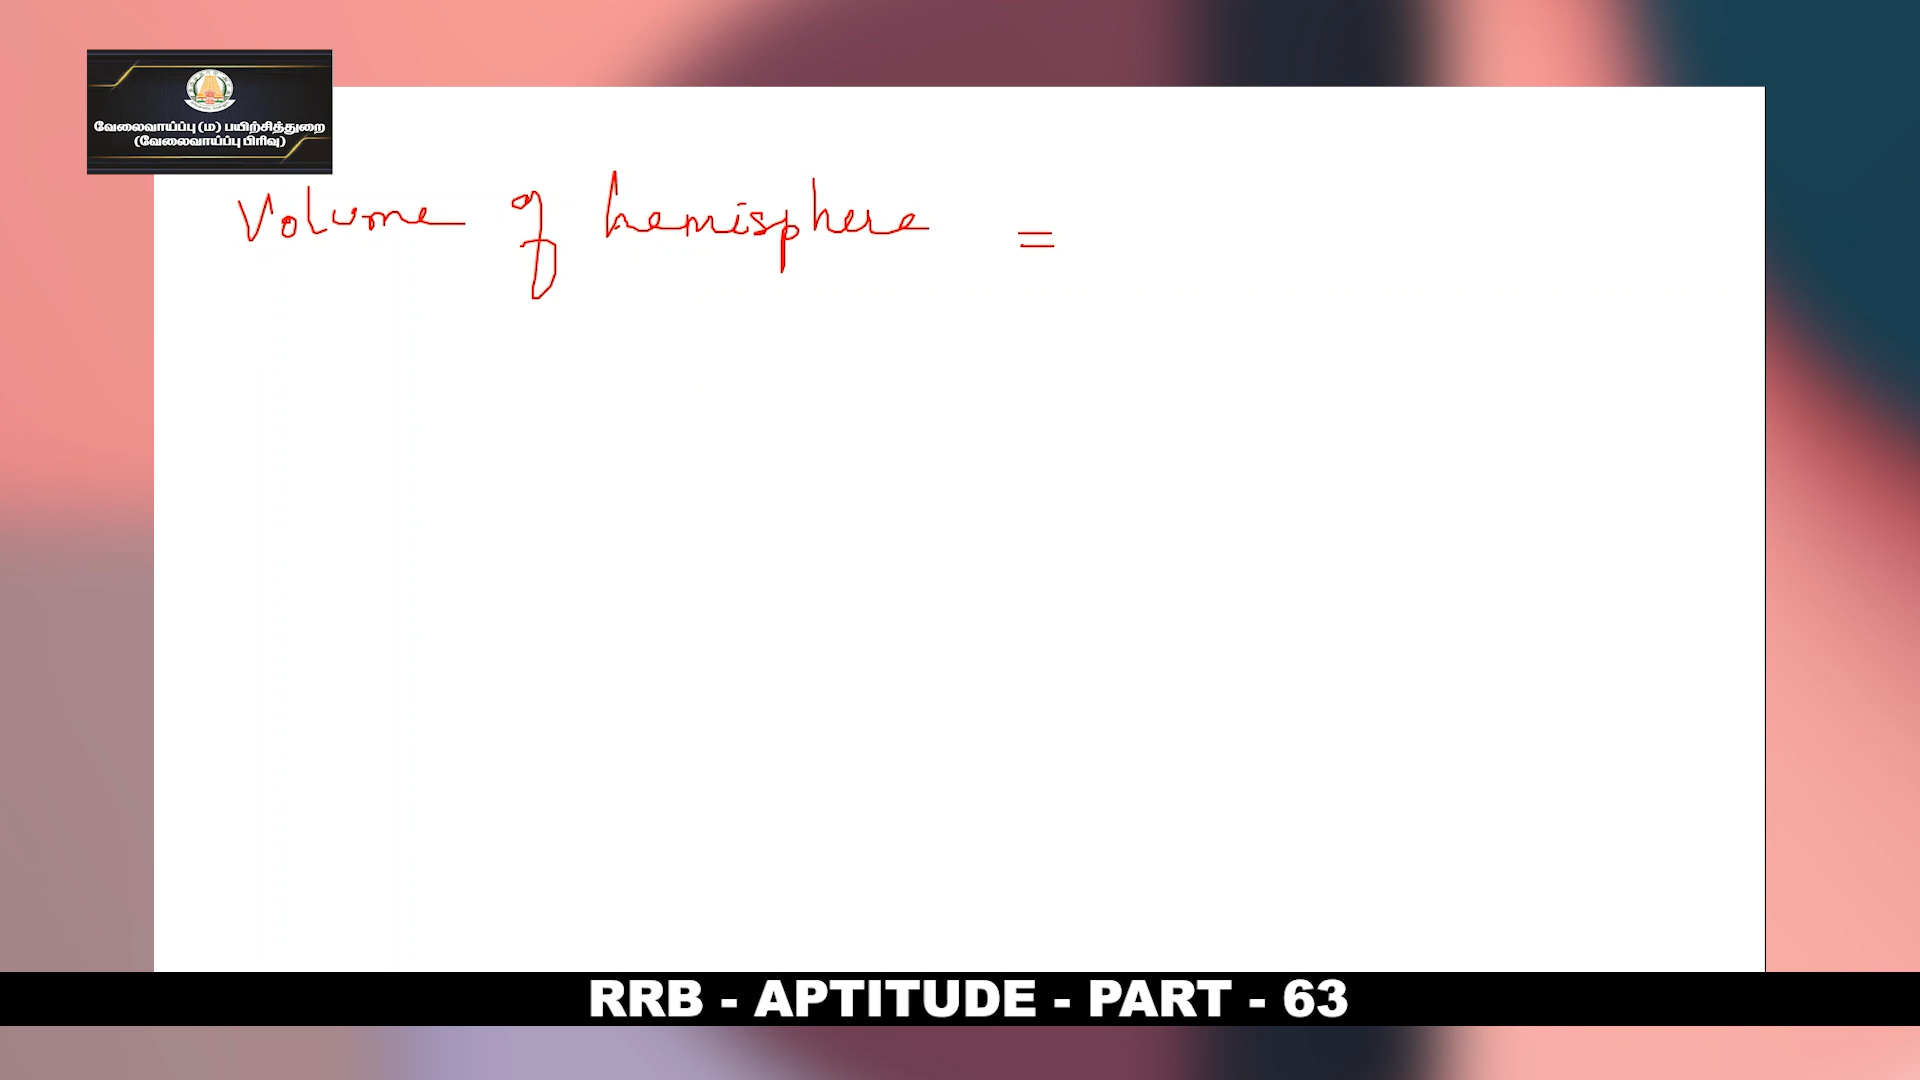 வேலைவாய்ப்பு (ம) பயிற்சித்துறை
(வேலைவாய்ப்பு பிரிவு)
Volume of hemisphere =
RRB - APTITUDE - PART - 63